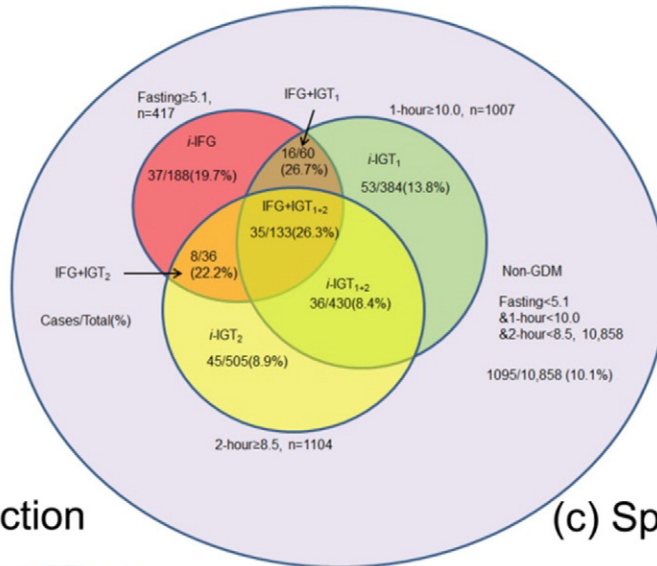 Fasting≥5.1,
n=417
IFG+IGT1
1-hour≥10.0, n=1007
i-IFG
37/188(19.7%)
16/60
(26.7%)
i-IGT1
53/384(13.8%)
IFG+IGT1+2
35/133(26.3%)
8/36
(22.2%)
IFG+IGT2
i-IGT1+2
36/430(8.4%)
Non-GDM
Fasting<5.1
&1-hour<10.0
&2-hour<8.5, 10,858
Cases/Total(%)
i-IGT2
45/505(8.9%)
1095/10,858 (10.1%)
2-hour≥8.5, n=1104
ction
(c) Sp